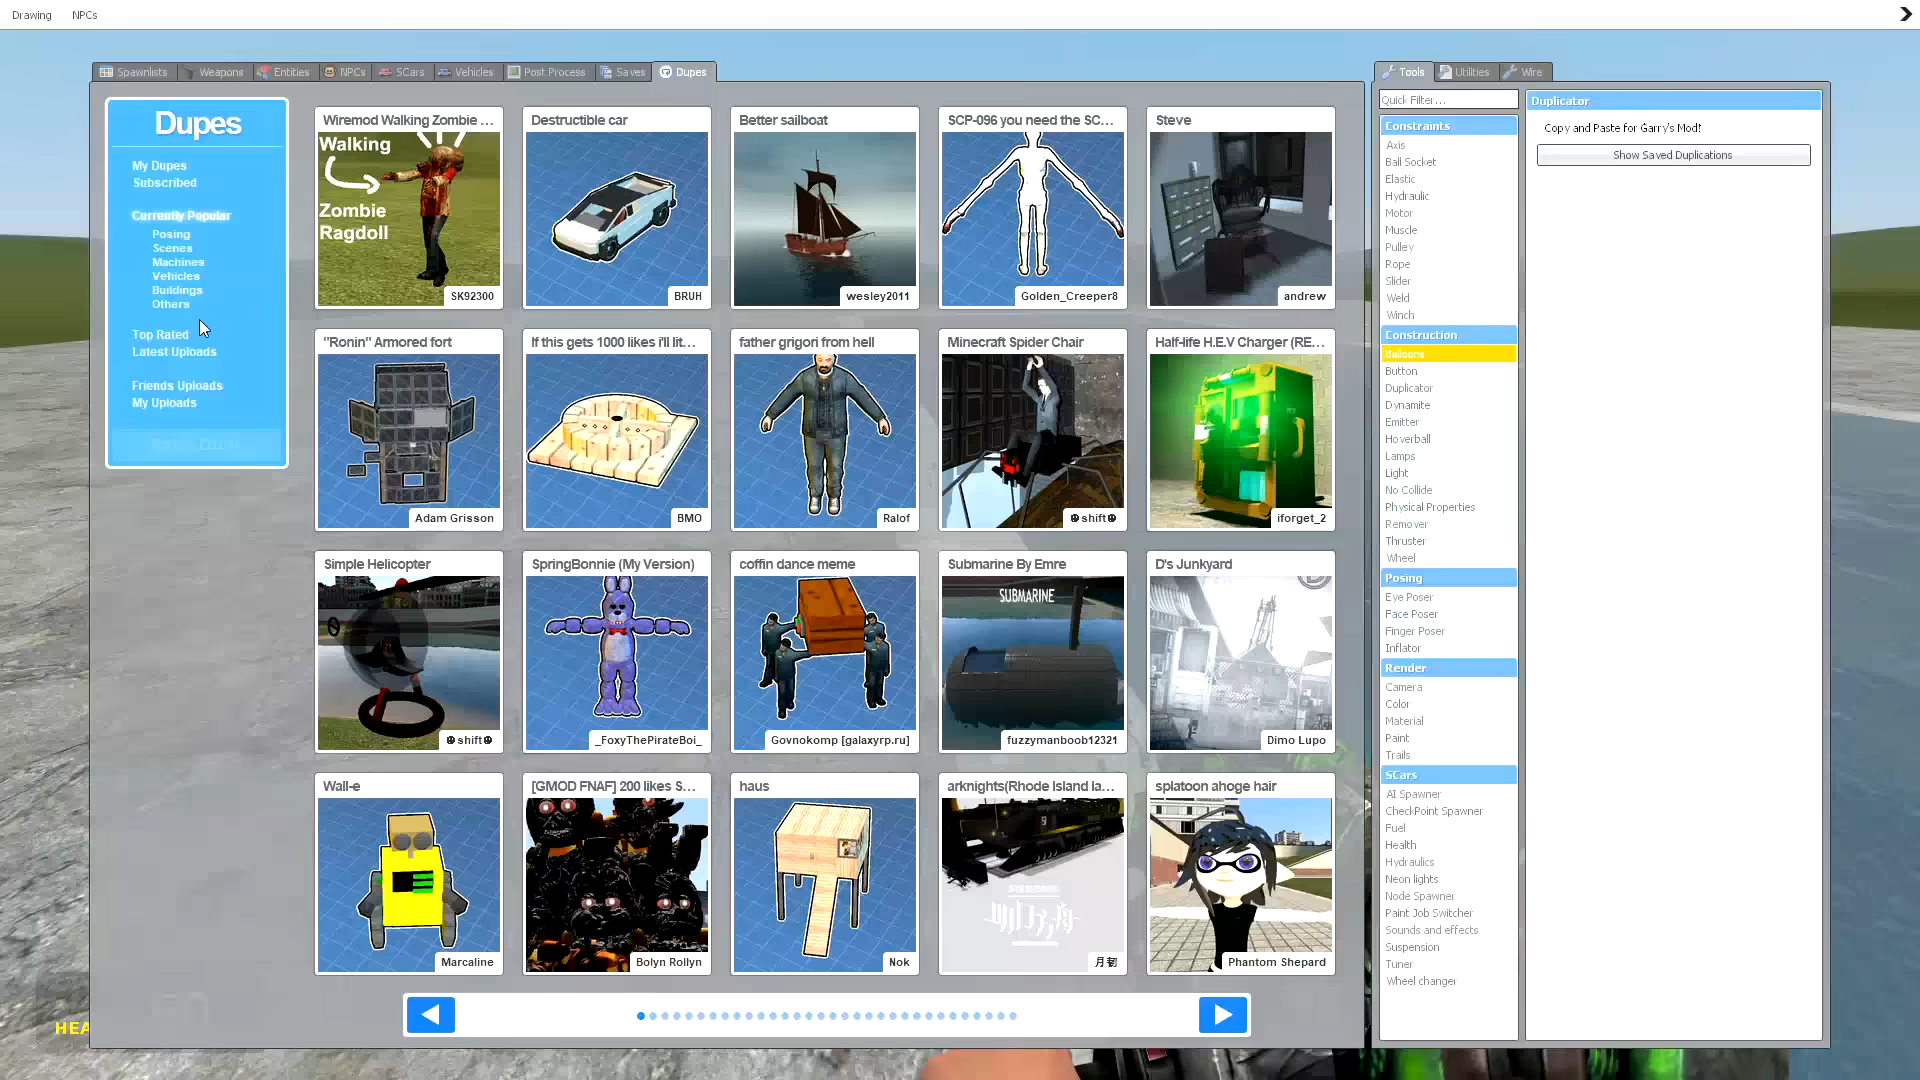 Drawing NPCs
Spawnlists Weapons Entities NPCs SCars Vehicles Post Process Saves Dupes
Dupes
My Dupes
Subscribed
Currently Popular
Posing
Scenes
Machines
Vehicles
Buildings
Others
Top Rated
Latest Uploads
Friends Uploads
My Uploads
Wiremod Walking Zombie ...
Walking
Zombie
Ragdoll
SK92300
Destructible car
BRUH
Better sailboat
wesley2011
SCP-096 you need the SC...
Golden_Creeper8
Steve
andrew
"Ronin" Armored fort
Adam Grisson
If this gets 1000 likes i'll lit...
BMO
father grigori from hell
Ralof
Minecraft Spider Chair
shift
Half-life H.E.V Charger (RE...
iforget_2
Simple Helicopter
shift
SpringBonnie (My Version)
_FoxyThePirateBoi_
coffin dance meme
Govnokomp [galaxyrp.ru]
Submarine By Emre
SUBMARINE
fuzzymanboob12321
D's Junkyard
Dimo Lupo
Wall-e
Marcaline
[GMOD FNAF] 200 likes S...
Bolyn Rollyn
haus
Nok
arknights(Rhode Island la...
splatoon ahoge hair
Phantom Shepard
HEA
Tools Utilities Wire
Quick Filter...
Constraints
Axis
Ball Socket
Elastic
Hydraulic
Motor
Muscle
Pulley
Rope
Slider
Weld
Winch
Construction
Balloons
Button
Duplicator
Dynamite
Emitter
Hoverball
Lamps
Light
No Collide
Physical Properties
Remover
Thruster
Wheel
Posing
Eye Poser
Face Poser
Finger Poser
Inflator
Render
Camera
Color
Material
Paint
Trails
SCars
AI Spawner
CheckPoint Spawner
Fuel
Health
Hydraulics
Neon lights
Node Spawner
Paint Job Switcher
Sounds and effects
Suspension
Tuner
Wheel changer
Duplicator
Copy and Paste for Garry's Mod!
Show Saved Duplications